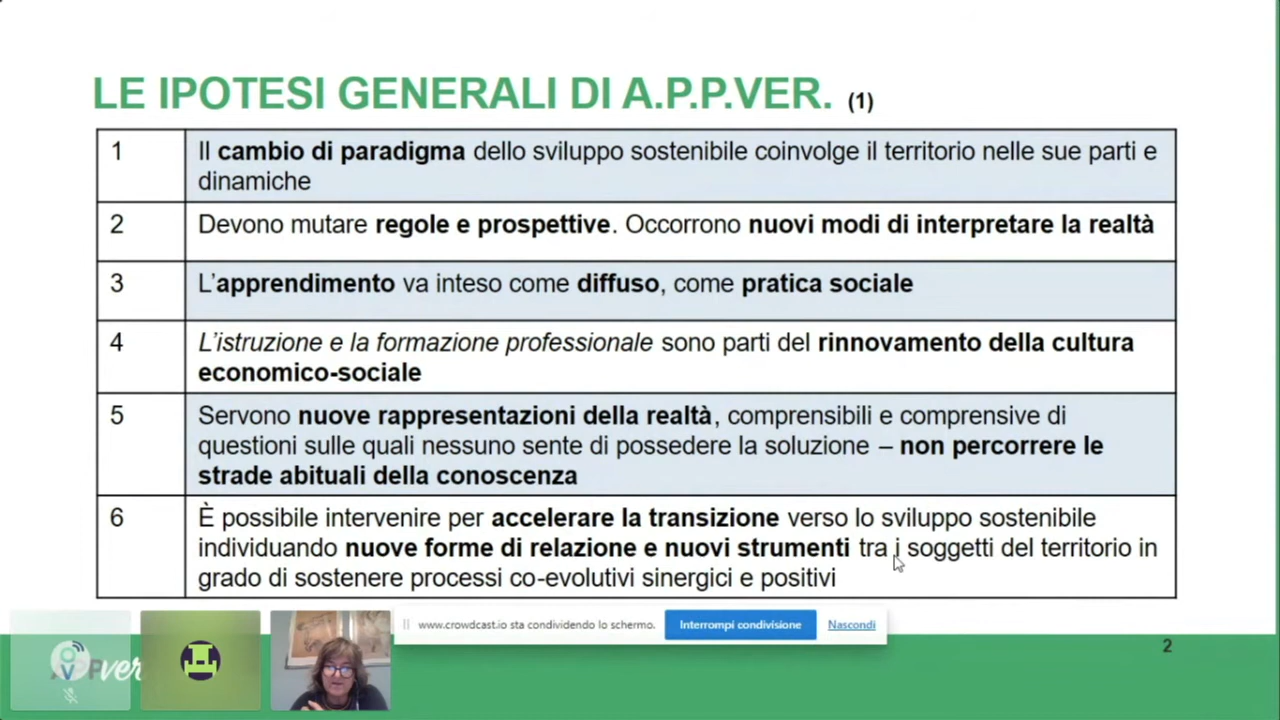 LE IPOTESI GENERALI DI A.P.P.VER. (1)
1
Il cambio di paradigma dello sviluppo sostenibile coinvolge il territorio nelle sue parti e
dinamiche
2
Devono mutare regole e prospettive. Occorrono nuovi modi di interpretare la realtà
3
L'apprendimento va inteso come diffuso, come pratica sociale
4
L'istruzione e la formazione professionale sono parti del rinnovamento della cultura
economico-sociale
5
Servono nuove rappresentazioni della realtà, comprensibili e comprensive di
questioni sulle quali nessuno sente di possedere la soluzione – non percorrere le
strade abituali della conoscenza
6
È possibile intervenire per accelerare la transizione verso lo sviluppo sostenibile
individuando nuove forme di relazione e nuovi strumenti tra i soggetti del territorio in
grado di sostenere processi co-evolutivi sinergici e positivi
www.crowdcast.io sta condividendo lo schermo.
Interrompi condivisione
Nascondi
2